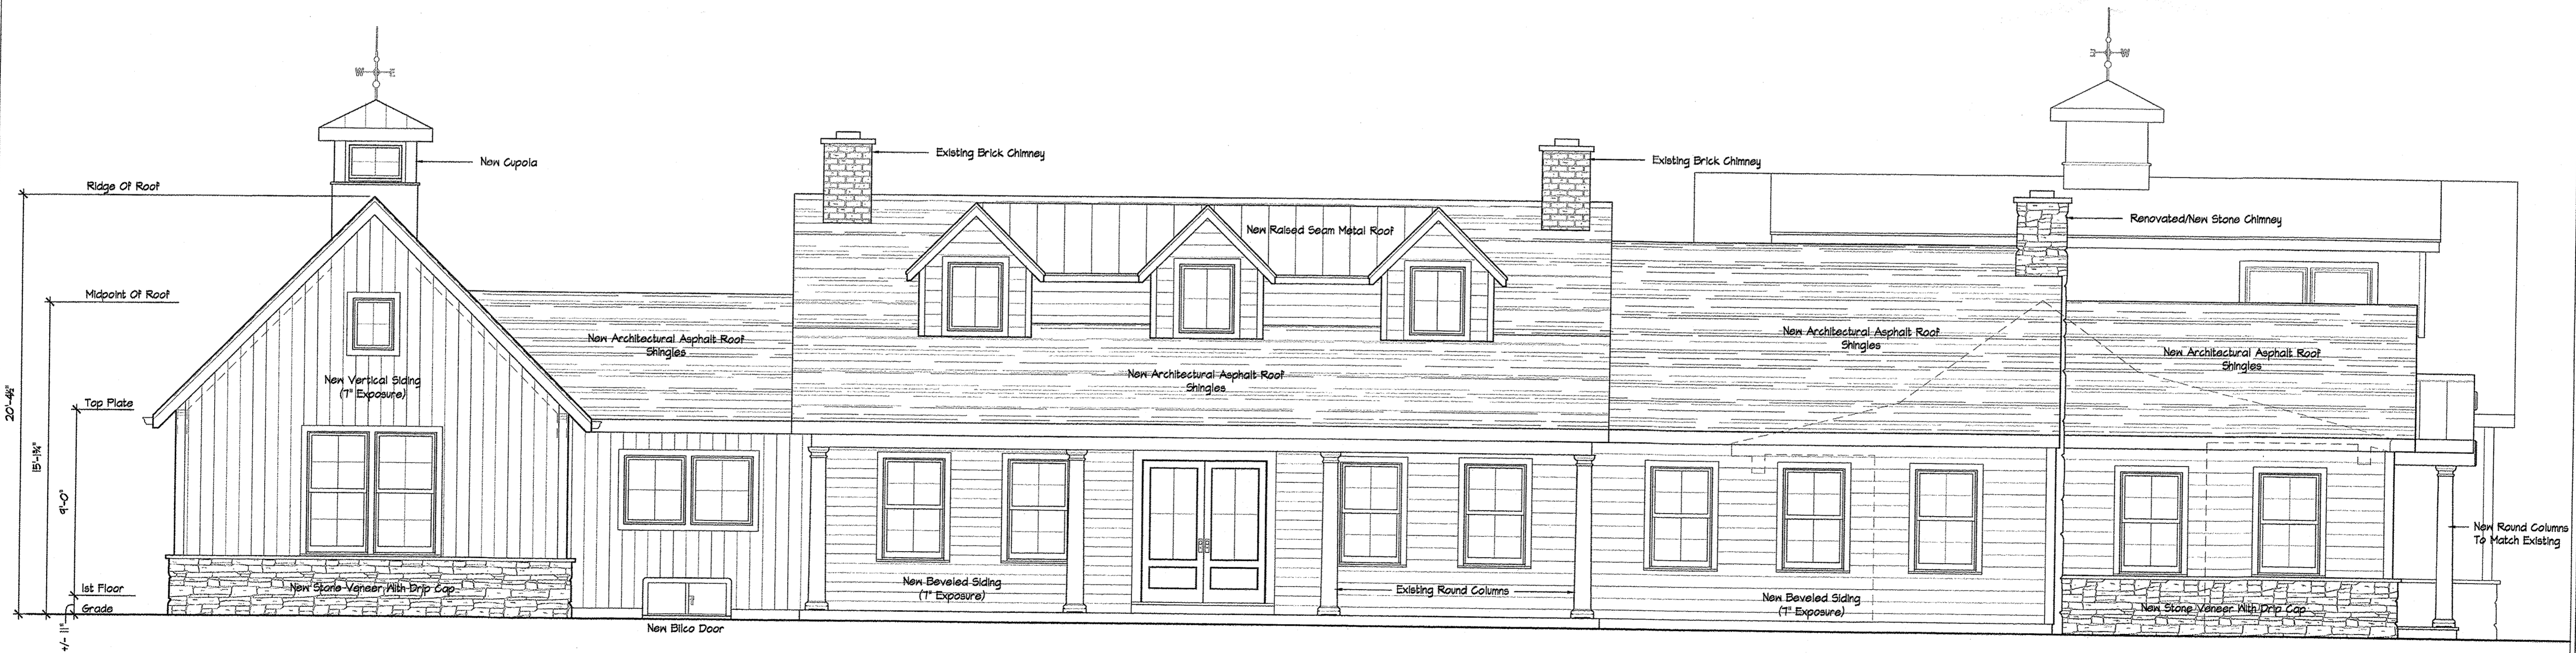 W E
W E
New Cupola
Existing Brick Chimney
Existing Brick Chimney
Ridge Of Roof
Renovated/New Stone Chimney
New Raised Seam Metal Roof
Midpoint Of Roof
New Architectural Asphalt Roof
Shingles
New Architectural Asphalt Roof
Shingles
New Architectural Asphalt Roof
Shingles
New Architectural Asphalt Roof
Shingles
New Vertical Siding
(7" Exposure)
Top Plate
20'-4½"
15'-1¾"
9'-0"
+/- 11"
New Round Columns
To Match Existing
1st Floor
New Stone Veneer With Drip Cap
New Beveled Siding
(7" Exposure)
Existing Round Columns
New Beveled Siding
(7" Exposure)
New Stone Veneer With Drip Cap
Grade
New Bilco Door